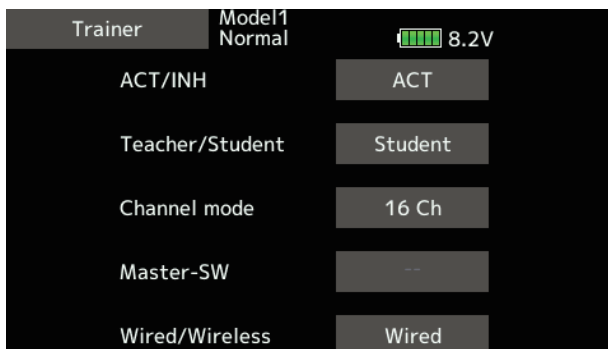 Trainer
Model1
Normal
8.2V
ACT/INH ACT
Teacher/Student Student
Channel mode 16 Ch
Master-SW --
Wired/Wireless Wired